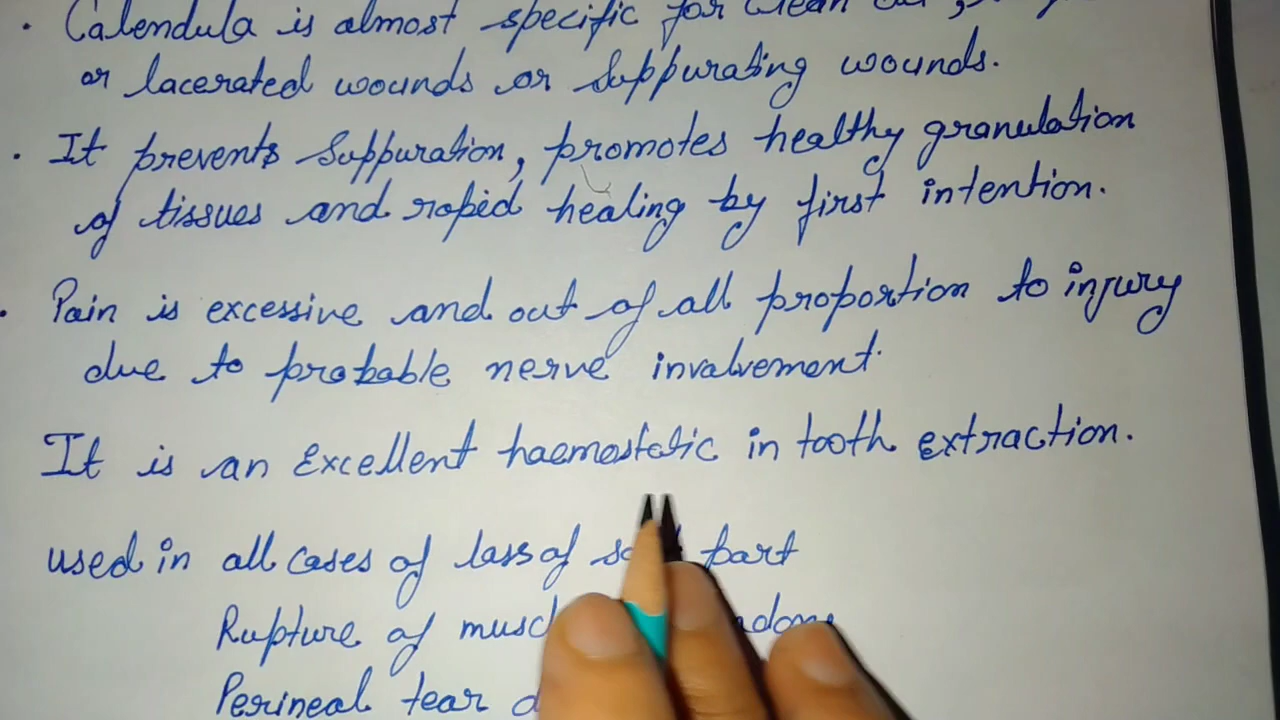 Calendula is almost specific for clean cut,
or lacerated wounds or Suppurating wounds.
It prevents Suppuration, promotes healthy granulation
of tissues and rapid healing by first intention.
Pain is excessive and out of all proportion to injury
due to probable nerve involvement.
It is an Excellent haemostatic in tooth extraction.
used in all cases of loss of part
Rupture of
Perineal tear